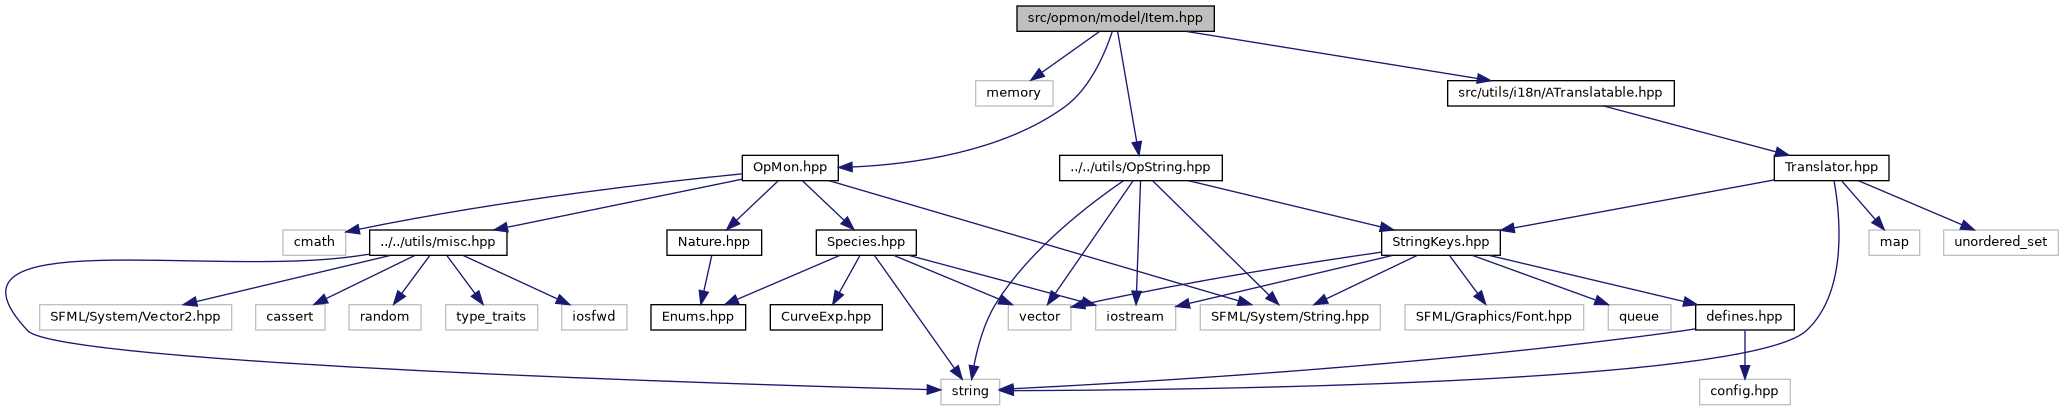 src/opmon/model/Item.hpp
memory
src/utils/i18n/ATranslatable.hpp
OpMon.hpp
../../utils/OpString.hpp
Translator.hpp
cmath
../../utils/misc.hpp
Nature.hpp
Species.hpp
StringKeys.hpp
map
unordered_set
SFML/System/Vector2.hpp
cassert
random
type_traits
iosfwd
Enums.hpp
CurveExp.hpp
vector
iostream
SFML/System/String.hpp
SFML/Graphics/Font.hpp
queue
defines.hpp
string
config.hpp